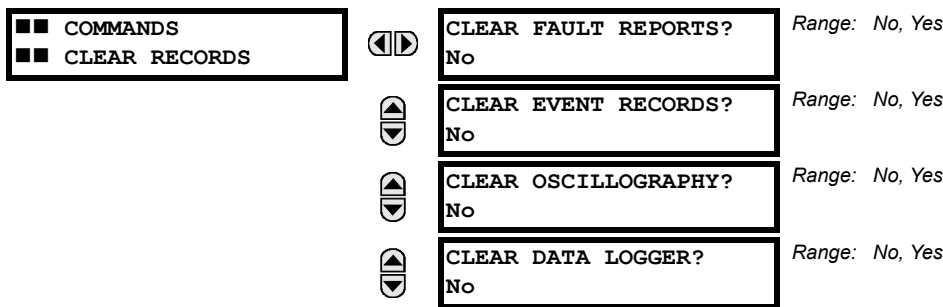 ■■ COMMANDS
■■ CLEAR RECORDS
CLEAR FAULT REPORTS?
No
Range: No, Yes
CLEAR EVENT RECORDS?
No
Range: No, Yes
CLEAR OSCILLOGRAPHY?
No
Range: No, Yes
CLEAR DATA LOGGER?
No
Range: No, Yes